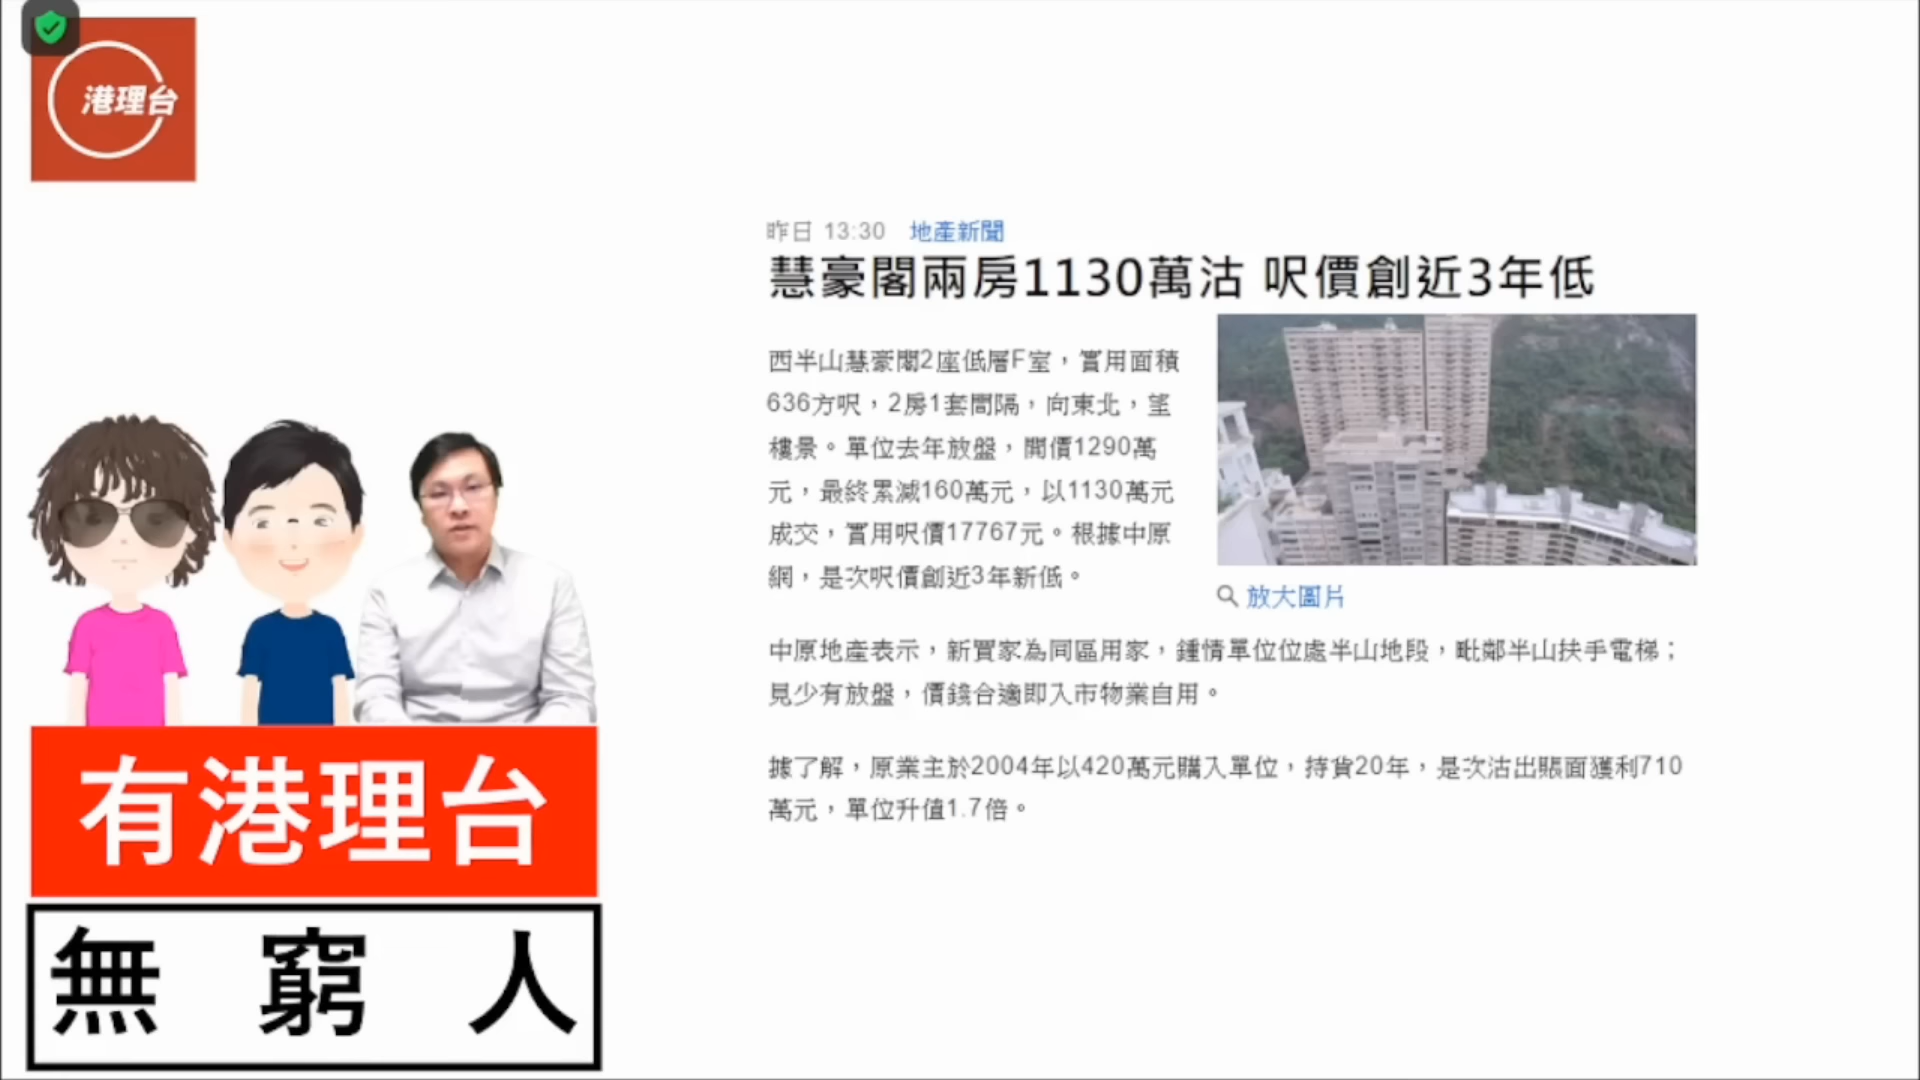 港理台
昨日 13:30 地產新聞
慧豪閣兩房1130萬沽 呎價創近3年低
西半山慧豪閣2座低層F室，實用面積
636方呎，2房1套間隔，向東北，望
樓景。單位去年放盤，開價1290萬
元，最終累減160萬元，以1130萬元
成交，實用呎價17767元。根據中原
網，是次呎價創近3年新低。
放大圖片
中原地產表示，新買家為同區用家，鍾情單位位處半山地段，毗鄰半山扶手電梯；
見少有放盤，價錢合適即入市物業自用。
據了解，原業主於2004年以420萬元購入單位，持貨20年，是次沽出賬面獲利710
萬元，單位升值1.7倍。
有港理台
無窮人